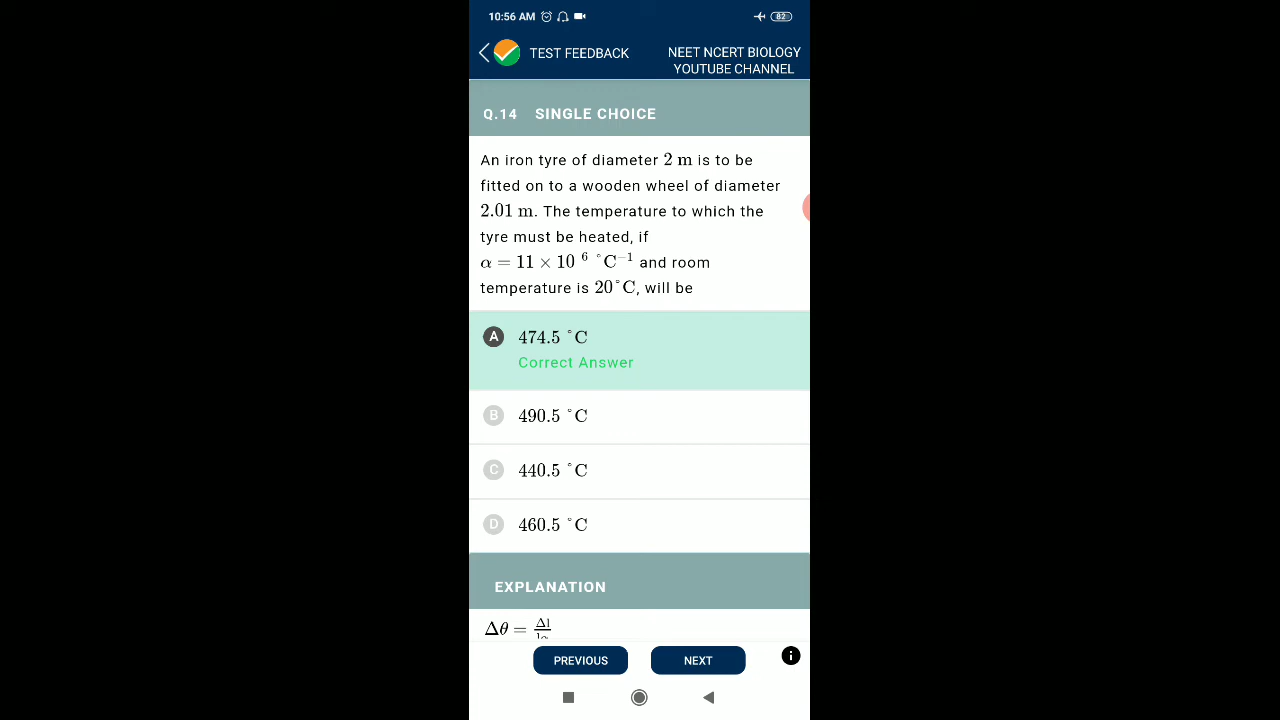 10:56 AM 82
TEST FEEDBACK
NEET NCERT BIOLOGY
YOUTUBE CHANNEL
Q.14 SINGLE CHOICE
An iron tyre of diameter 2 m is to be
fitted on to a wooden wheel of diameter
2.01 m. The temperature to which the
tyre must be heated, if
α = 11 × 10 ⁶ °C⁻¹ and room
temperature is 20°C, will be
A 474.5 °C
Correct Answer
B 490.5 °C
C 440.5 °C
D 460.5 °C
EXPLANATION
Δθ = Δl/lα
PREVIOUS NEXT i